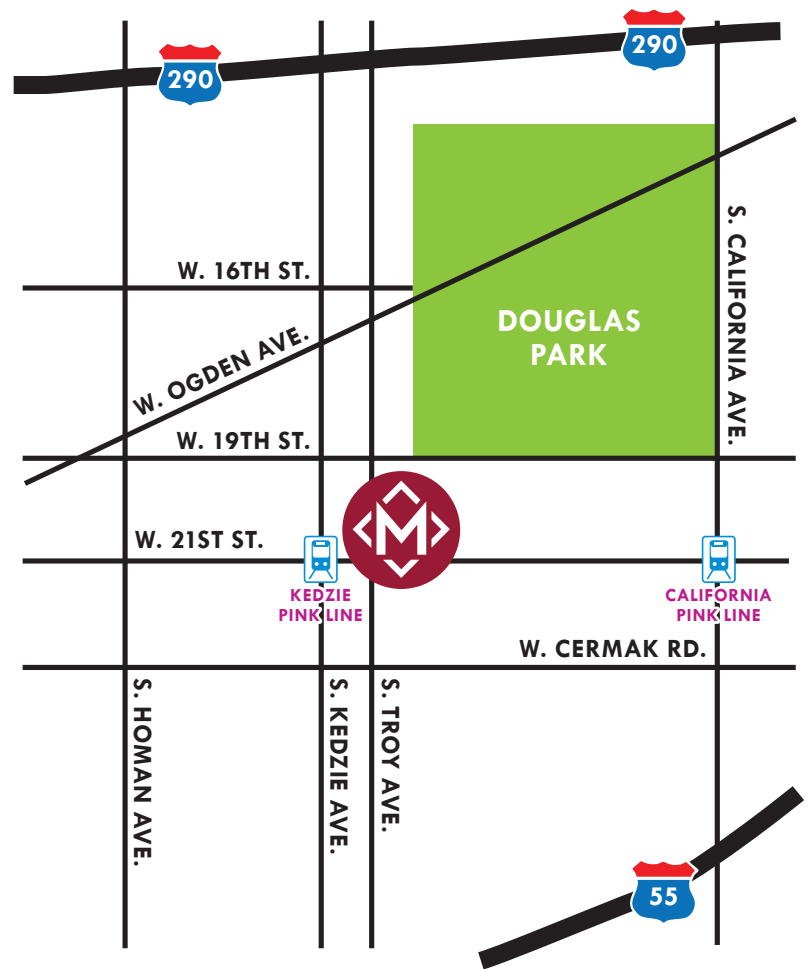 290
290
S. CALIFORNIA AVE.
W. 16TH ST.
DOUGLAS
PARK
W. OGDEN AVE.
W. 19TH ST.
M
W. 21ST ST.
KEDZIE
PINK LINE
CALIFORNIA
PINK LINE
W. CERMAK RD.
S. HOMAN AVE.
S. KEDZIE AVE.
S. TROY AVE.
55